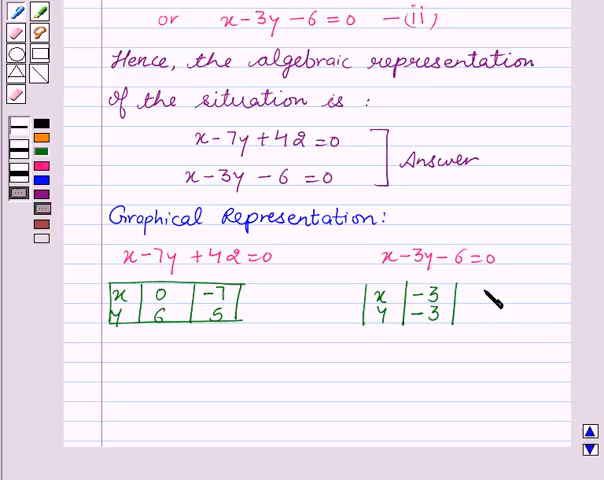 or x - 3y - 6 = 0 - (ii)
Hence, the algebraic representation
of the situation is :
x - 7y + 42 = 0
x - 3y - 6 = 0
Answer
Graphical Representation:
x - 7y + 42 = 0 x - 3y - 6 = 0
x 0 -7 x -3
y 6 5 y -3